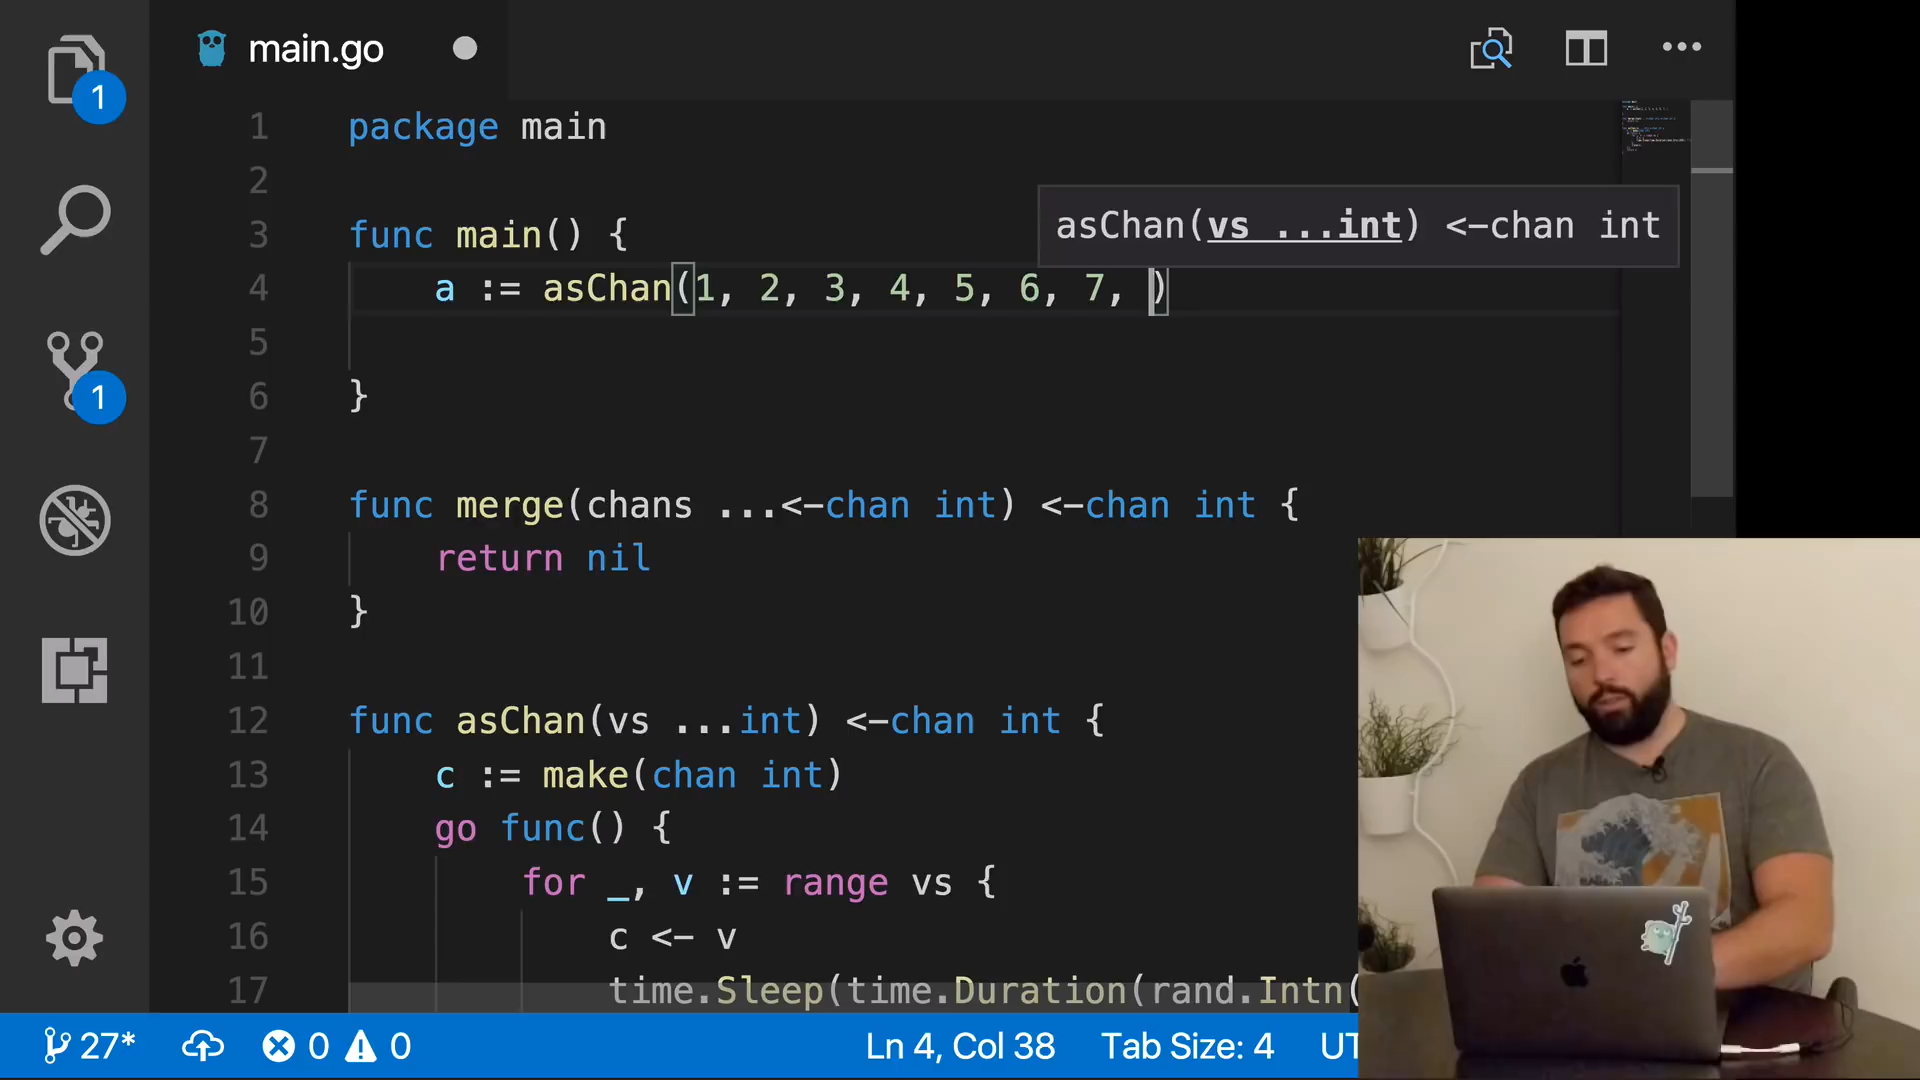 1
main.go
1 package main
2
3 func main() {
asChan(vs ...int) <-chan int
4 a := asChan(1, 2, 3, 4, 5, 6, 7, )
5
6 }
7
8 func merge(chans ...<-chan int) <-chan int {
9 return nil
10 }
11
12 func asChan(vs ...int) <-chan int {
13 c := make(chan int)
14 go func() {
15 for _, v := range vs {
16 c <- v
17 time.Sleep(time.Duration(rand.Intn(
1
27* 0 0 Ln 4, Col 38 Tab Size: 4 UT